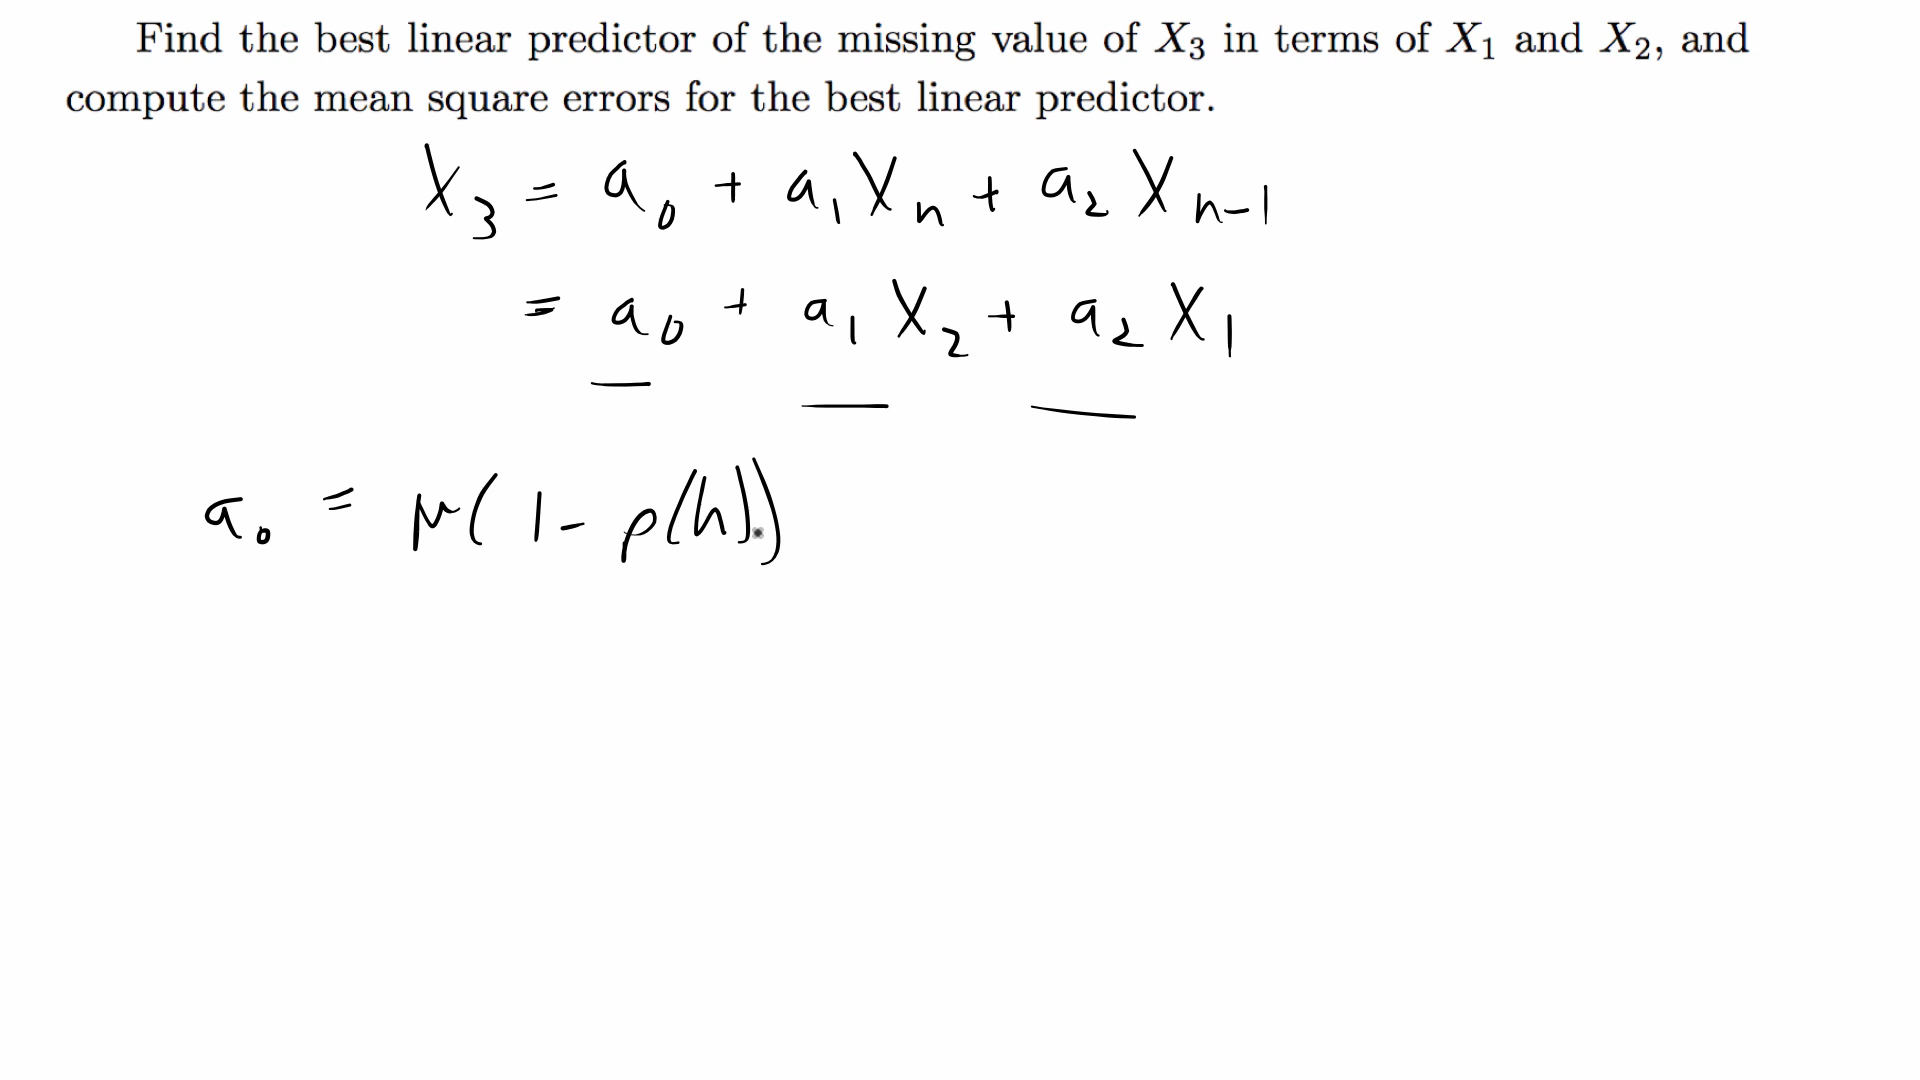 Find the best linear predictor of the missing value of X₃ in terms of X₁ and X₂, and
compute the mean square errors for the best linear predictor.
X₃ = a₀ + a₁Xₙ + a₂Xₙ₋₁
= a₀ + a₁X₂ + a₂X₁
a₀ = μ(1 - ρ(h))